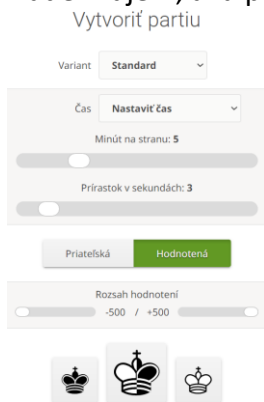 Vytvoriť partiu
Variant Standard
Čas Nastaviť čas
Minút na stranu: 5
Prírastok v sekundách: 3
Priateľská Hodnotená
Rozsah hodnotení
-500 / +500